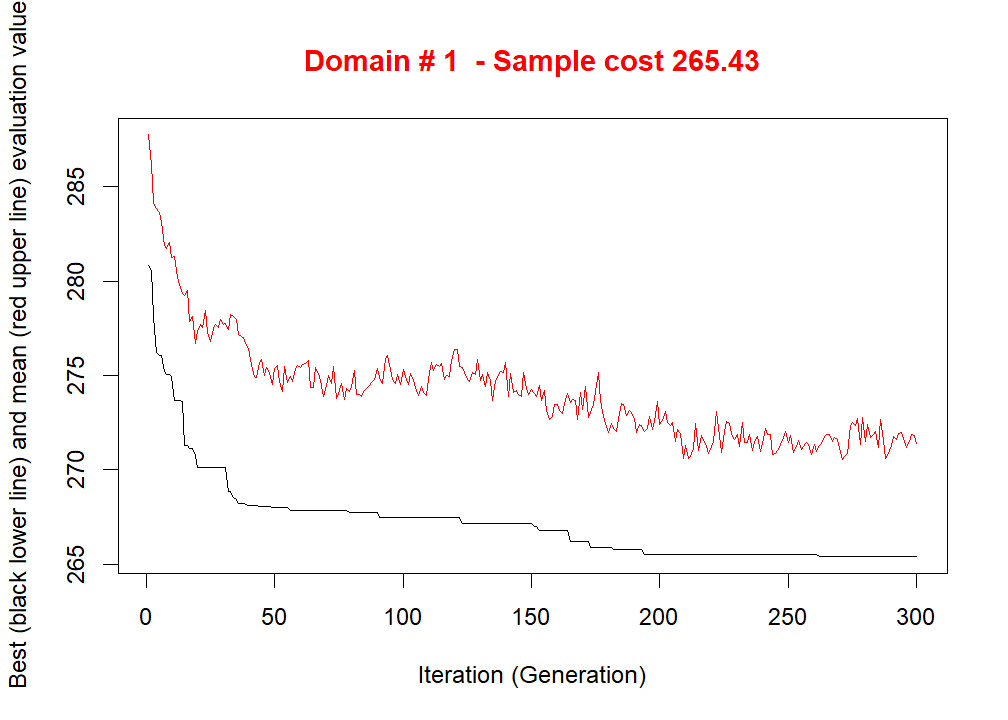 Domain # 1  - Sample cost 265.43
Best (black lower line) and mean (red upper line) evaluation value
285
280
275
270
265
0 50 100 150 200 250 300
Iteration (Generation)